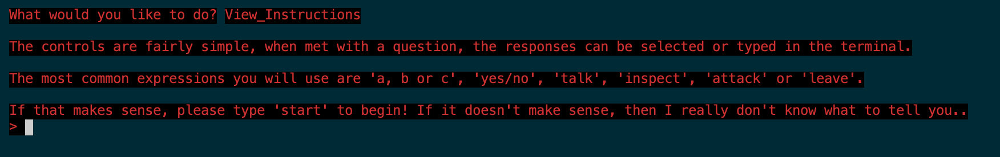 What would you like to do? View_Instructions
The controls are fairly simple, when met with a question, the responses can be selected or typed in the terminal.
The most common expressions you will use are 'a, b or c', 'yes/no', 'talk', 'inspect', 'attack' or 'leave'.
If that makes sense, please type 'start' to begin! If it doesn't make sense, then I really don't know what to tell you..
>